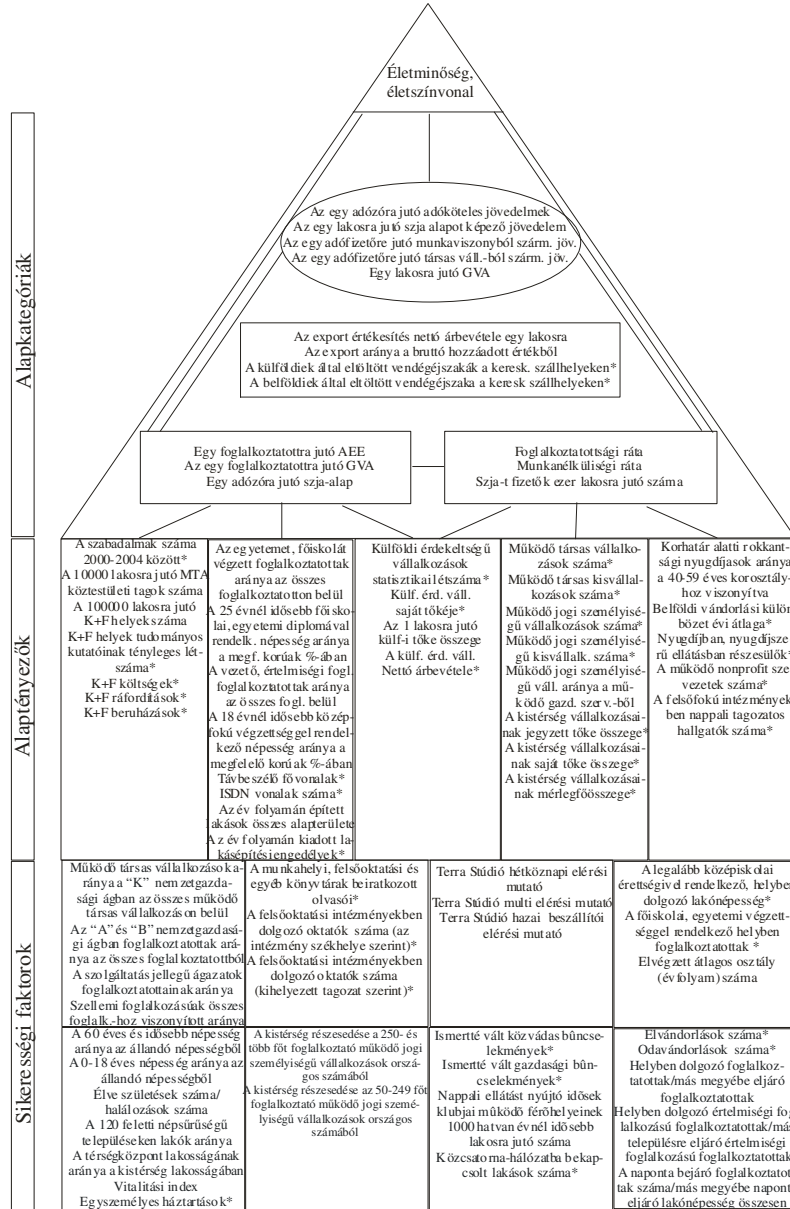 Életminőség,
életszínvonal
Alapkategóriák
Az egy adózóra jutó adóköteles jövedelmek
Az egy lakosra jutó szja alapot képező jövedelem
Az egy adófizetőre jutó munkaviszonyból szárm. jöv.
Az egy adófizetőre jutó társas váll.-ból szárm. jöv.
Egy lakosra jutó GVA
Az export értékesítés nettó árbevétele egy lakosra
Az export aránya a bruttó hozzáadott értékből
A külföldiek által eltöltött vendégéjszakák a keresk. szállhelyeken*
A belföldiek által eltöltött vendégéjszaka a keresk szállhelyeken*
Egy foglalkoztatottra jutó AEE
Az egy foglalkoztatottra jutó GVA
Egy adózóra jutó szja-alap
Foglalkoztatottsági ráta
Munkanélküliségi ráta
Szja-t fizetők ezer lakosra jutó száma
Alaptényezők
A szabadalmak száma
2000-2004 között*
A 10000 lakosra jutó MTA
köztestületi tagok száma
A 100000 lakosra jutó
K+F helyek száma
K+F helyek tudományos
kutatóinak tényleges lét-
száma*
K+F költségek*
K+F ráfordítások*
K+F beruházások*
Az egyetemet, főiskolát
végzett foglalkoztatottak
aránya az összes
foglalkoztatotton belül
A 25 évnél idősebb főisko-
lai, egyetemi diplomával
rendelk. népesség aránya
a megf. korúak %-ában
A vezető, értelmiségi fogl.
foglalkoztatottak aránya
az összes fogl. belül
A 18 évnél idősebb közép-
fokú végzettséggel rendel-
kező népesség aránya a
megfelelő korúak %-ában
Távbeszélő fővonalak*
ISDN vonalak száma*
Az év folyamán épített
lakások összes alapterülete
Az év folyamán kiadott la-
kásépítési engedélyek*
Külföldi érdekeltségű
vállalkozások
statisztikai létszáma*
Külf. érd. váll.
saját tőkéje*
Az 1 lakosra jutó
külf-i tőke összege
A külf. érd. váll.
Nettó árbevétele*
Működő társas vállalko-
zások száma*
Működő társas kisvállal-
kozások száma*
Működő jogi személyisé-
gű vállalkozások száma*
Működő jogi személyisé-
gű kisvállalk. száma*
Működő jogi személyisé-
gű váll. aránya a mű-
ködő gazd. szerv.-ből
A kistérség vállalkozásai-
nak jegyzett tőke összege*
A kistérség vállalkozásai-
nak saját tőke összege*
A kistérség vállalkozásai-
nak mérlegfőösszege*
Korhatár alatti rokkant-
sági nyugdíjasok aránya
a 40-59 éves korosztály-
hoz viszonyítva
Belföldi vándorlási külön
bözet évi átlaga*
Nyugdíjban, nyugdíjsze
rű ellátásban részesülők*
A működő nonprofit sze
vezetek száma*
A felsőfokú intézmények
ben nappali tagozatos
hallgatók száma*
Sikerességi faktorok
Működő társas vállalkozások a-
ránya a "K" nemzetgazda-
sági ágban az összes működő
társas vállalkozáson belül
Az "A" és "B" nemzetgazdasá-
gi ágban foglalkoztatottak ará-
nya az összes foglalkoztatottból
A szolgáltatás jellegű ágazatok
foglalkoztatottainak aránya
Szellemi foglalkozásúak összes
foglalk.-hoz viszonyított aránya
A munkahelyi, felsőoktatási és
egyéb könyvtárak beiratkozott
olvasói*
A felsőoktatási intézményekben
dolgozó oktatók száma (az
intézmény székhelye szerint)*
A felsőoktatási intézményekben
dolgozó oktatók száma
(kihelyezett tagozat szerint)*
Terra Stúdió hétköznapi elérési
mutató
Terra Stúdió multi elérési mutató
Terra Stúdió hazai beszállítói
elérési mutató
A legalább középiskolai
érettségivel rendelkező, helyben
dolgozó lakónépesség*
A főiskolai, egyetemi végzett-
séggel rendelkező helyben
foglalkoztatottak *
Elvégzett átlagos osztály
(évfolyam) száma
A 60 éves és idősebb népesség
aránya az állandó népességből
A 0-18 éves népesség aránya az
állandó népességből
Élve születések száma/
halálozások száma
A 120 feletti népsűrűségű
településeken lakók aránya
A térségközpont lakosságának
aránya a kistérség lakosságában
Vitalitási index
Egyszemélyes háztartások*
A kistérség részesedése a 250- és
több főt foglalkoztató működő jogi
személyiségű vállalkozások orszá-
gos számából
A kistérség részesedése az 50-249 főt
foglalkoztató működő jogi szemé-
lyiségű vállalkozások országos
számából
Ismertté vált közvádas bûncse-
lekmények*
Ismertté vált gazdasági bû-
ncselekmények*
Nappali ellátást nyújtó idősek
klubjai működő férőhelyeinek
1000 hatvan évnél idősebb
lakosra jutó száma
Közcsatorna-hálózatba bekap-
csolt lakások száma*
Elvándorlások száma*
Odavándorlások száma*
Helyben dolgozó foglalkoz-
tatottak/más megyébe eljáró
foglalkoztatottak
Helyben dolgozó értelmiségi fog
lalkozású foglalkoztatottak/más
településre eljáró értelmiségi
foglalkozású foglalkoztatottak
A naponta bejáró foglalkoztatot
tak száma/más megyébe napont
eljáró lakónépesség összesen